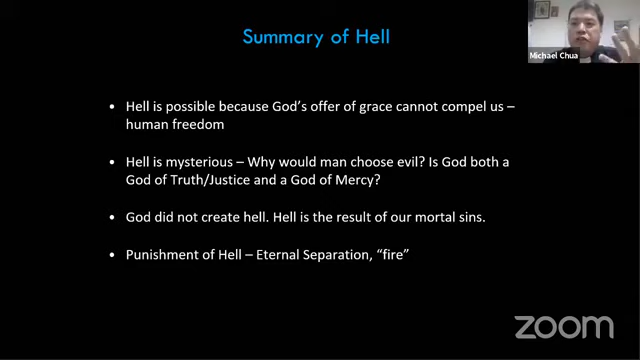 Summary of Hell
Michael Chua
• Hell is possible because God's offer of grace cannot compel us –
human freedom
• Hell is mysterious – Why would man choose evil? Is God both a
God of Truth/Justice and a God of Mercy?
• God did not create hell. Hell is the result of our mortal sins.
• Punishment of Hell – Eternal Separation, “fire”
zoom